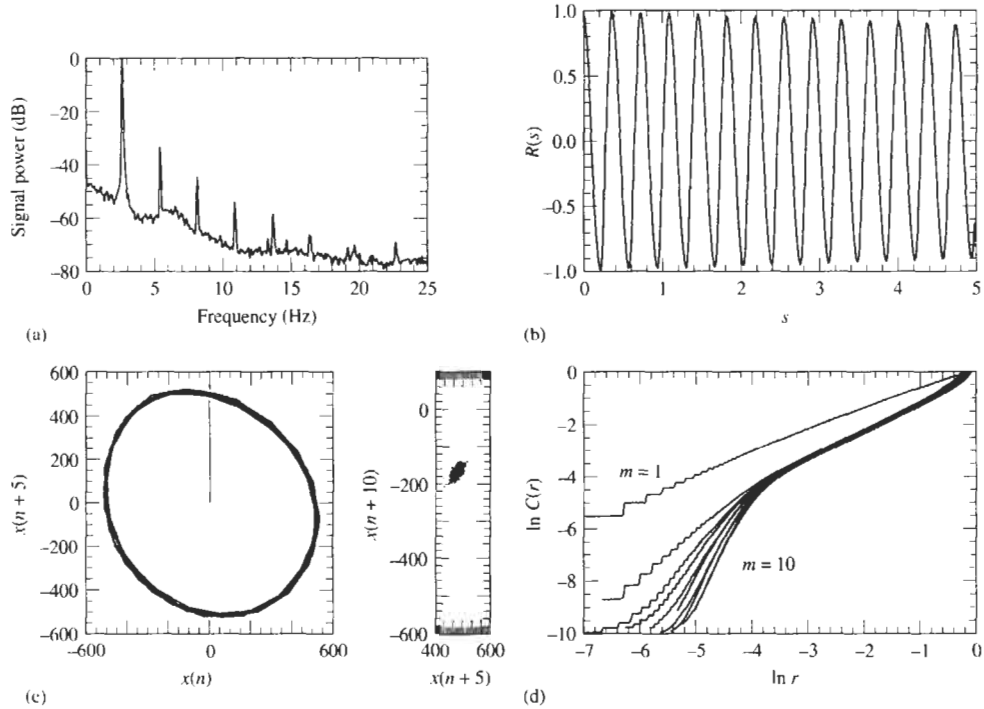 0
−20
−40
−60
−80
Signal power (dB)
0 5 10 15 20 25
Frequency (Hz)
(a)
1.0
0.5
0.0
−0.5
−1.0
R(s)
0 1 2 3 4 5
s
(b)
600
400
200
0
−200
−400
−600
x(n + 5)
−600 0 600
x(n)
(c)
0
−200
−400
−600
x(n + 10)
400 600
x(n + 5)
0
−2
−4
−6
−8
−10
ln C(r)
m = 1
m = 10
−7 −6 −5 −4 −3 −2 −1 0
ln r
(d)